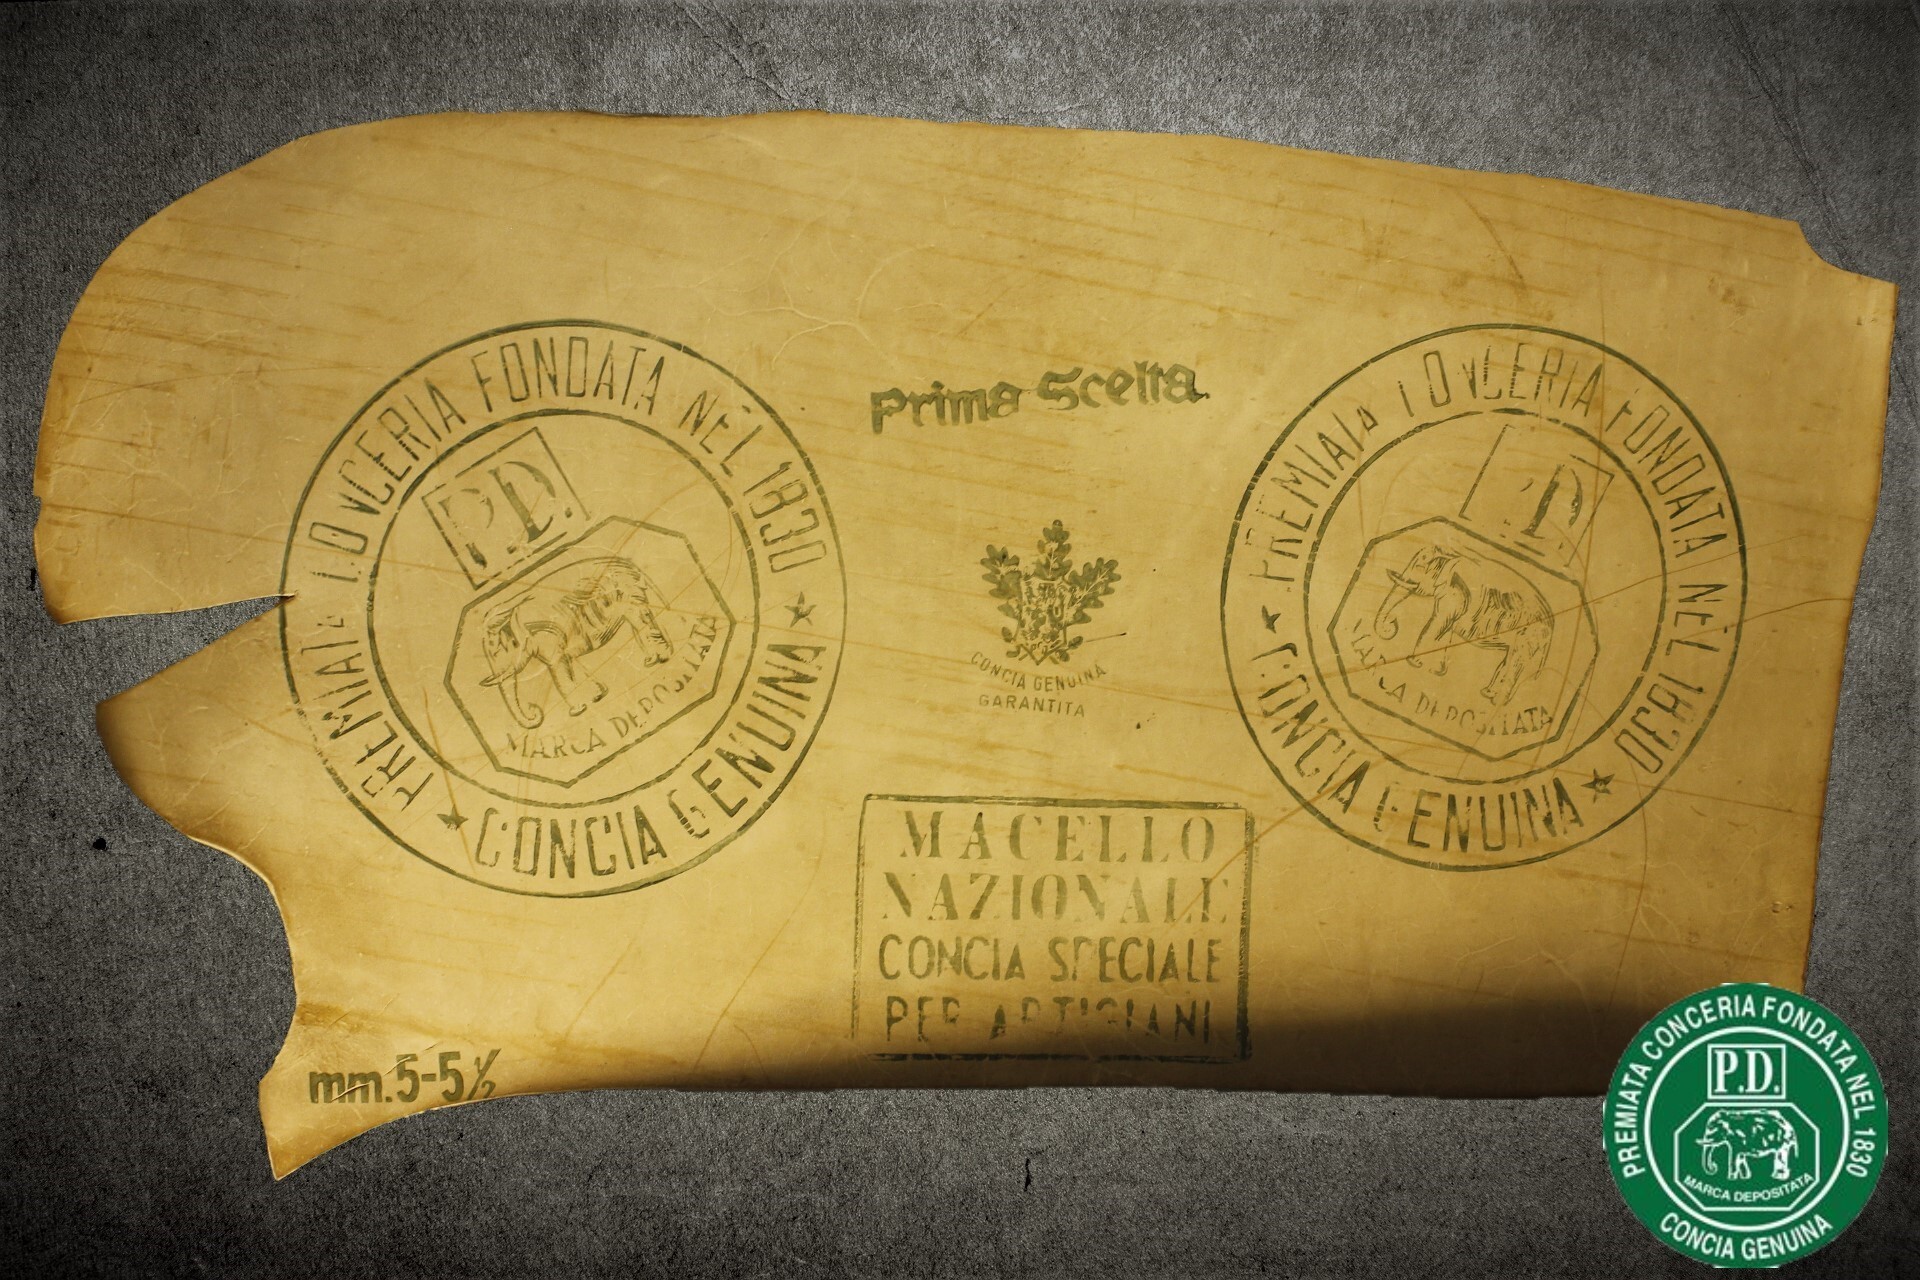 PREMIATA CONCERIA FONDATA NEL 1830
P.D.
MARCA DEPOSITATA
★ CONCIA GENUINA ★
Prima Scelta
CONCIA GENUINA
GARANTITA
MACELLO
NAZIONALE
CONCIA SPECIALE
PER ARTIGIANI
PREMIATA CONCERIA FONDATA NEL 1830
P.D.
MARCA DEPOSITATA
★ CONCIA GENUINA ★
mm.5-5½
PREMIATA CONCERIA FONDATA NEL 1830
P.D.
MARCA DEPOSITATA
CONCIA GENUINA